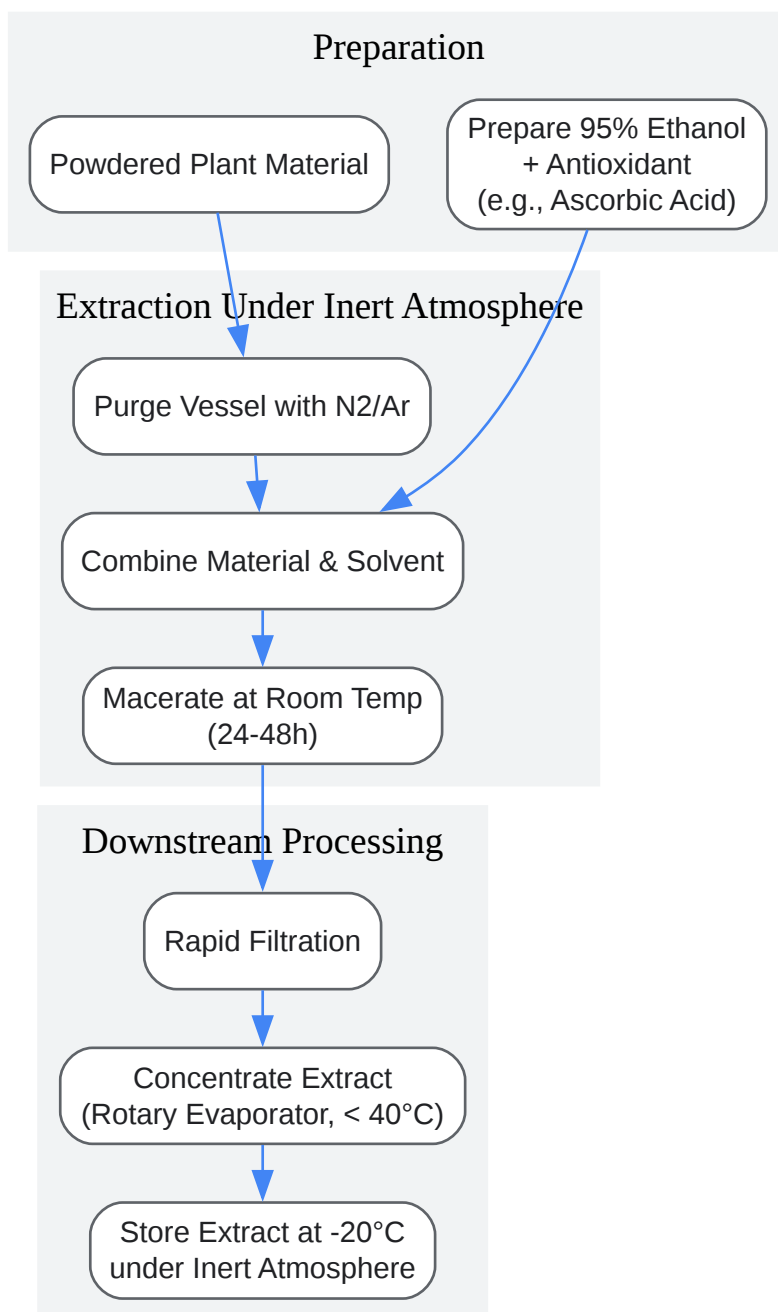 Preparation
Powdered Plant Material
Prepare 95% Ethanol
+ Antioxidant
(e.g., Ascorbic Acid)
Extraction Under Inert Atmosphere
Purge Vessel with N2/Ar
Combine Material & Solvent
Macerate at Room Temp
(24-48h)
Downstream Processing
Rapid Filtration
Concentrate Extract
(Rotary Evaporator, < 40°C)
Store Extract at -20°C
under Inert Atmosphere